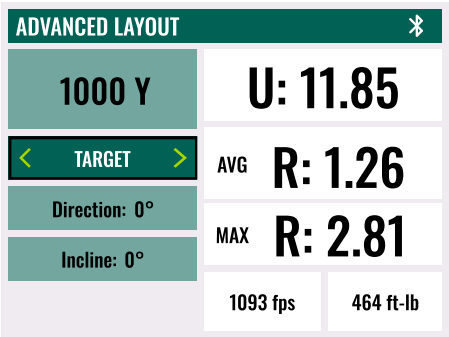 ADVANCED LAYOUT
1000 Y
TARGET
Direction: 0°
Incline: 0°
U: 11.85
AVG R: 1.26
MAX R: 2.81
1093 fps
464 ft-lb